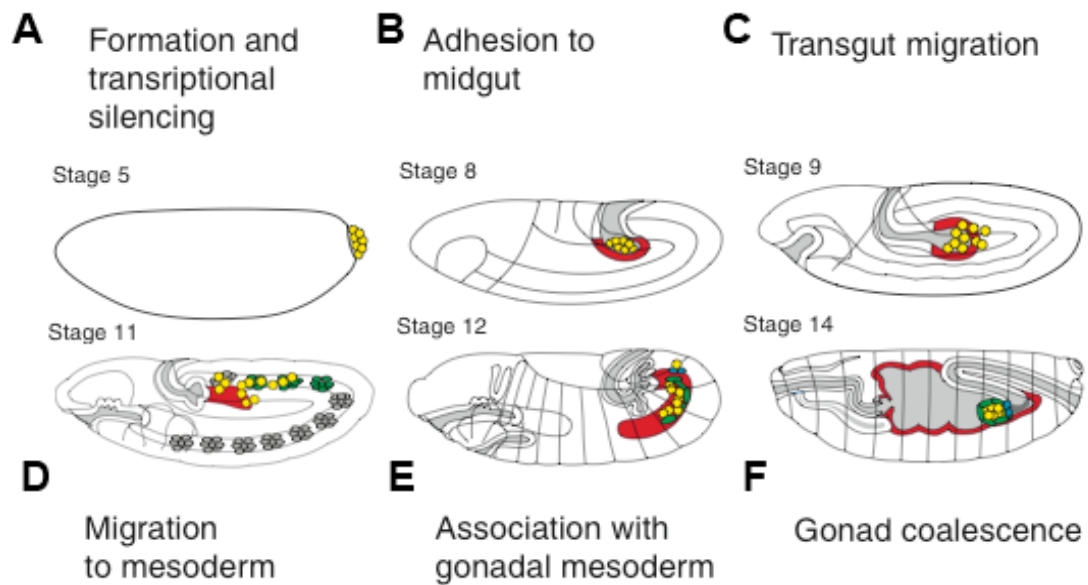 A
Formation and
transriptional
silencing
B
Adhesion to
midgut
C
Transgut migration
Stage 5
Stage 8
Stage 9
Stage 11
Stage 12
Stage 14
D
Migration
to mesoderm
E
Association with
gonadal mesoderm
F
Gonad coalescence